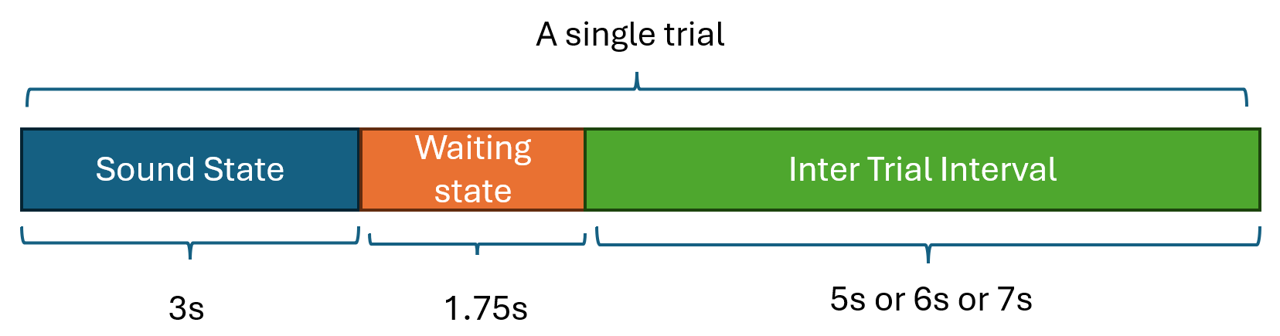 A single trial
Sound State
Waiting
state
Inter Trial Interval
3s
1.75s
5s or 6s or 7s